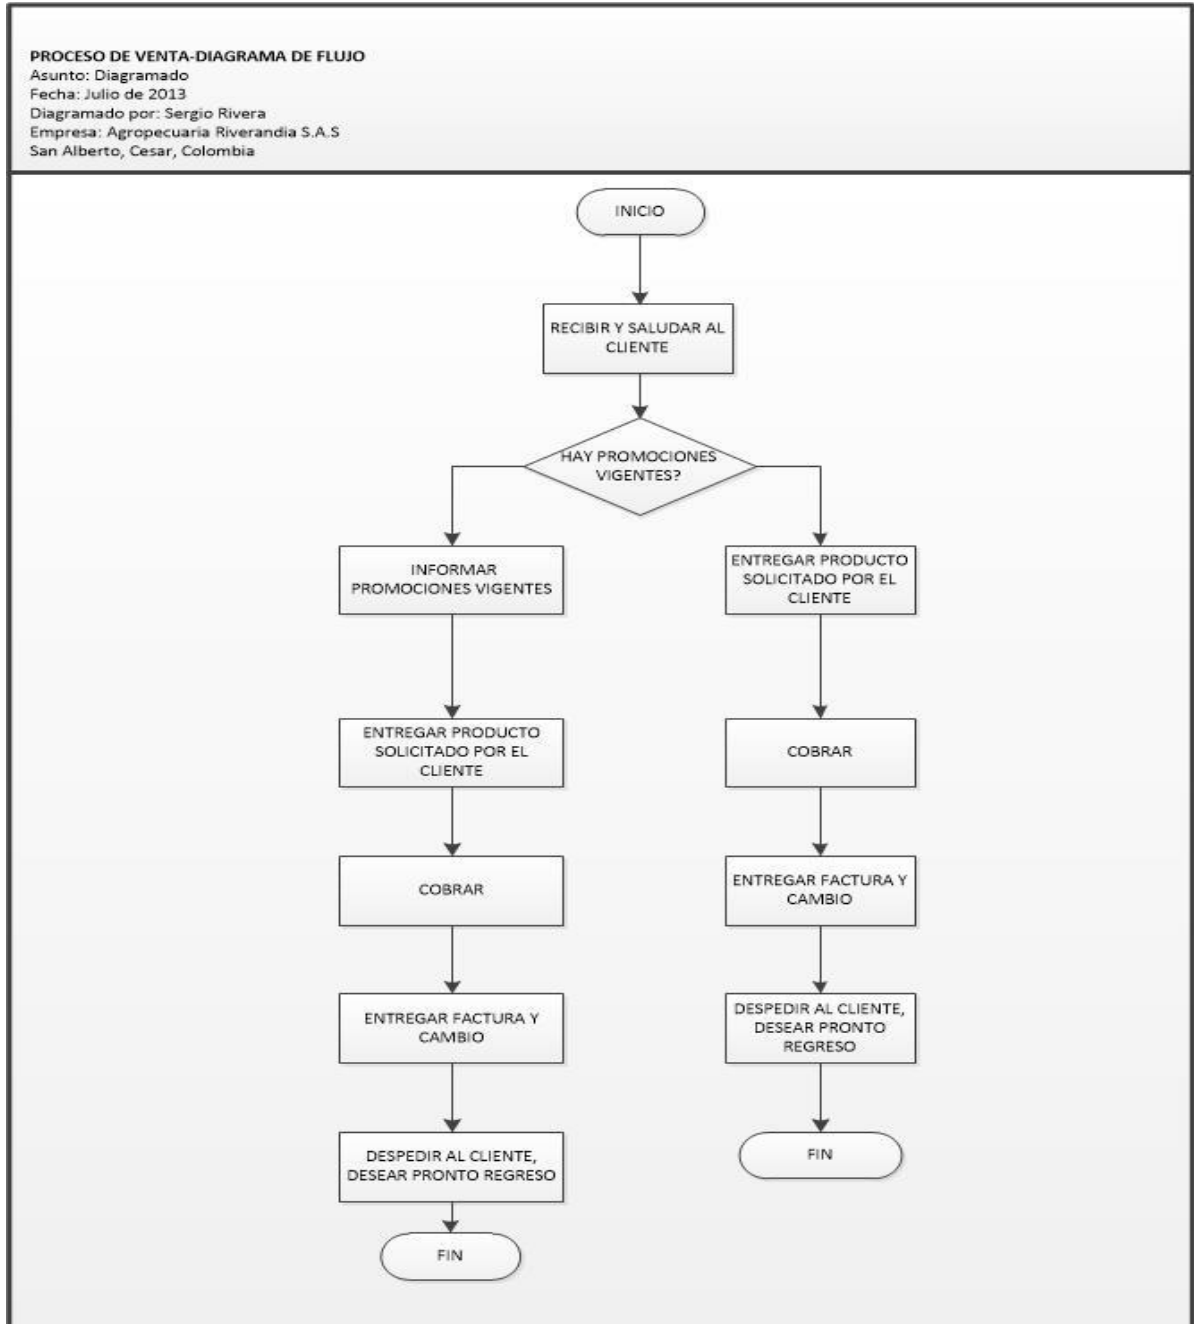 PROCESO DE VENTA-DIAGRAMA DE FLUJO
Asunto: Diagramado
Fecha: Julio de 2013
Diagramado por: Sergio Rivera
Empresa: Agropecuaria Riverandia S.A.S
San Alberto, Cesar, Colombia
INICIO
RECIBIR Y SALUDAR AL
CLIENTE
HAY PROMOCIONES
VIGENTES?
INFORMAR
PROMOCIONES VIGENTES
ENTREGAR PRODUCTO
SOLICITADO POR EL
CLIENTE
COBRAR
ENTREGAR FACTURA Y
CAMBIO
DESPEDIR AL CLIENTE,
DESEAR PRONTO REGRESO
FIN
ENTREGAR PRODUCTO
SOLICITADO POR EL
CLIENTE
COBRAR
ENTREGAR FACTURA Y
CAMBIO
DESPEDIR AL CLIENTE,
DESEAR PRONTO
REGRESO
FIN